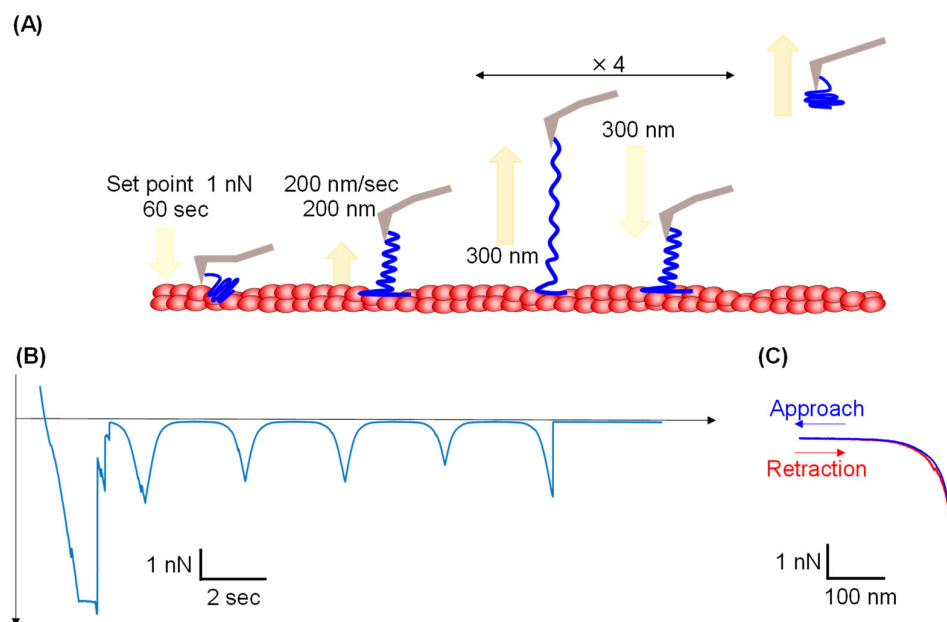 (A)
× 4
300 nm
Set point 1 nN
60 sec
200 nm/sec
200 nm
300 nm
(B)
(C)
Approach
Retraction
1 nN
2 sec
1 nN
100 nm